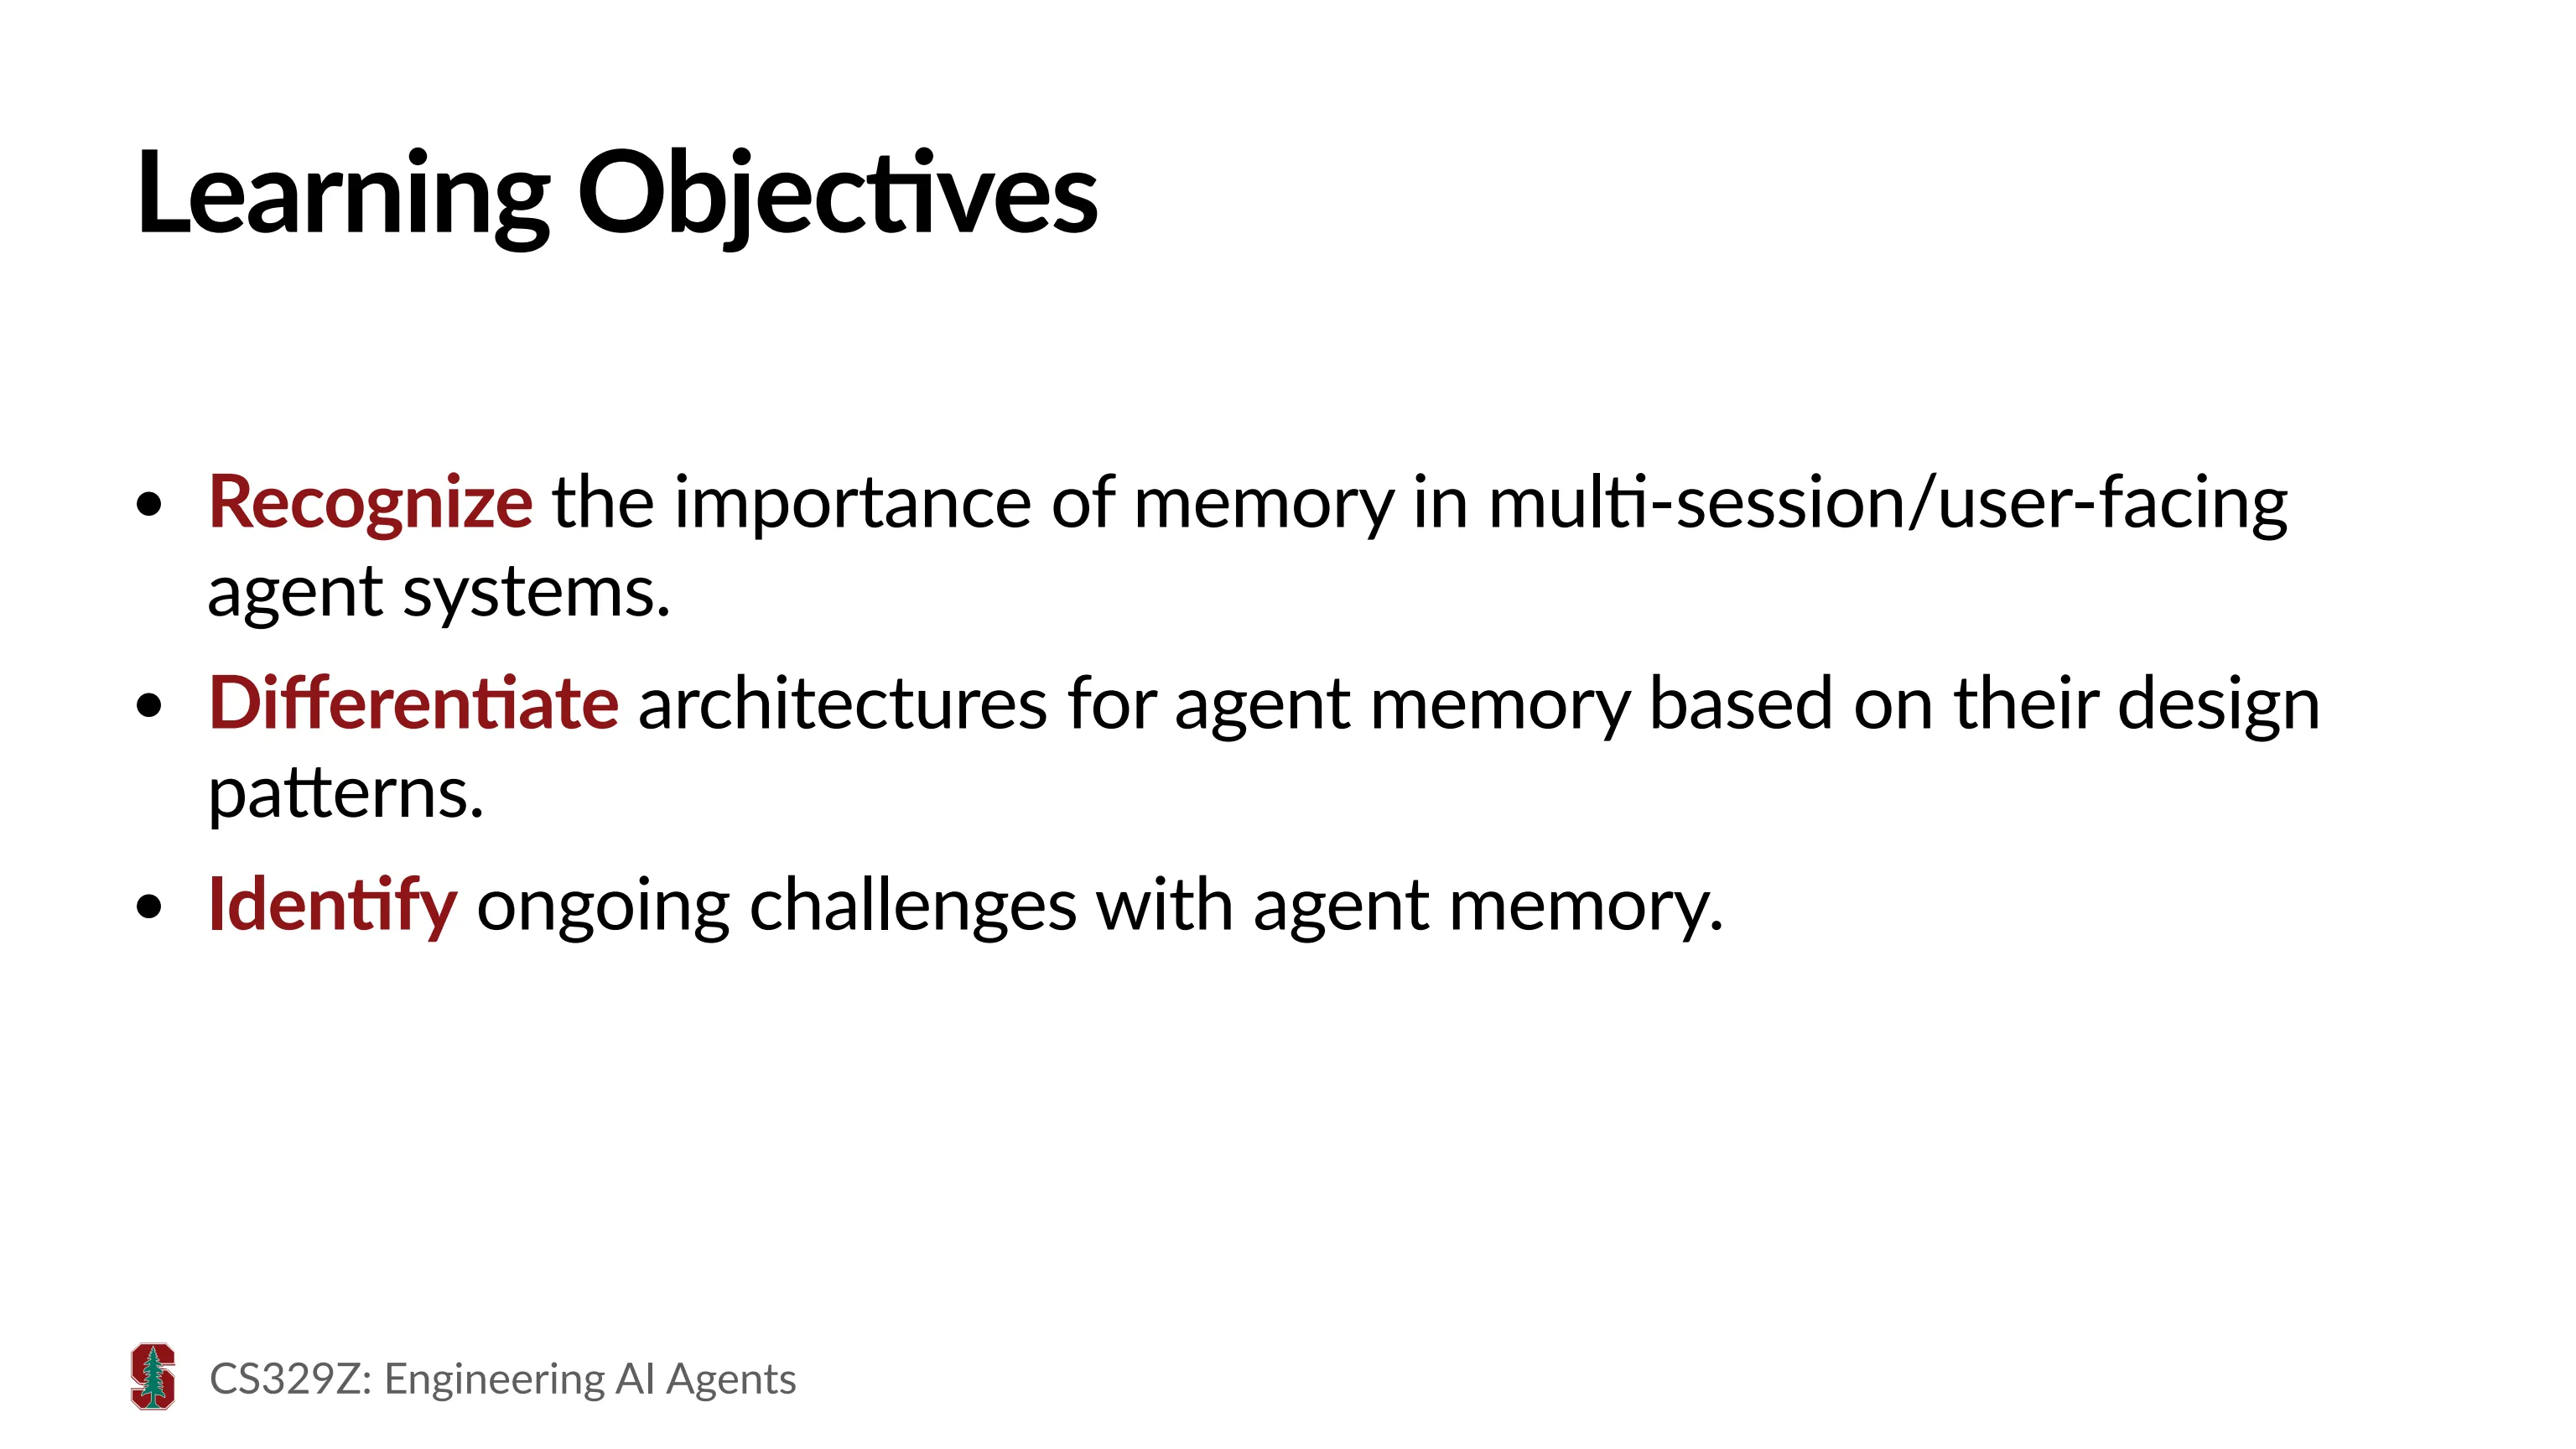 Learning Objectives
• Recognize the importance of memory in multi-session/user-facing
agent systems.
• Differentiate architectures for agent memory based on their design
patterns.
• Identify ongoing challenges with agent memory.
CS329Z: Engineering AI Agents